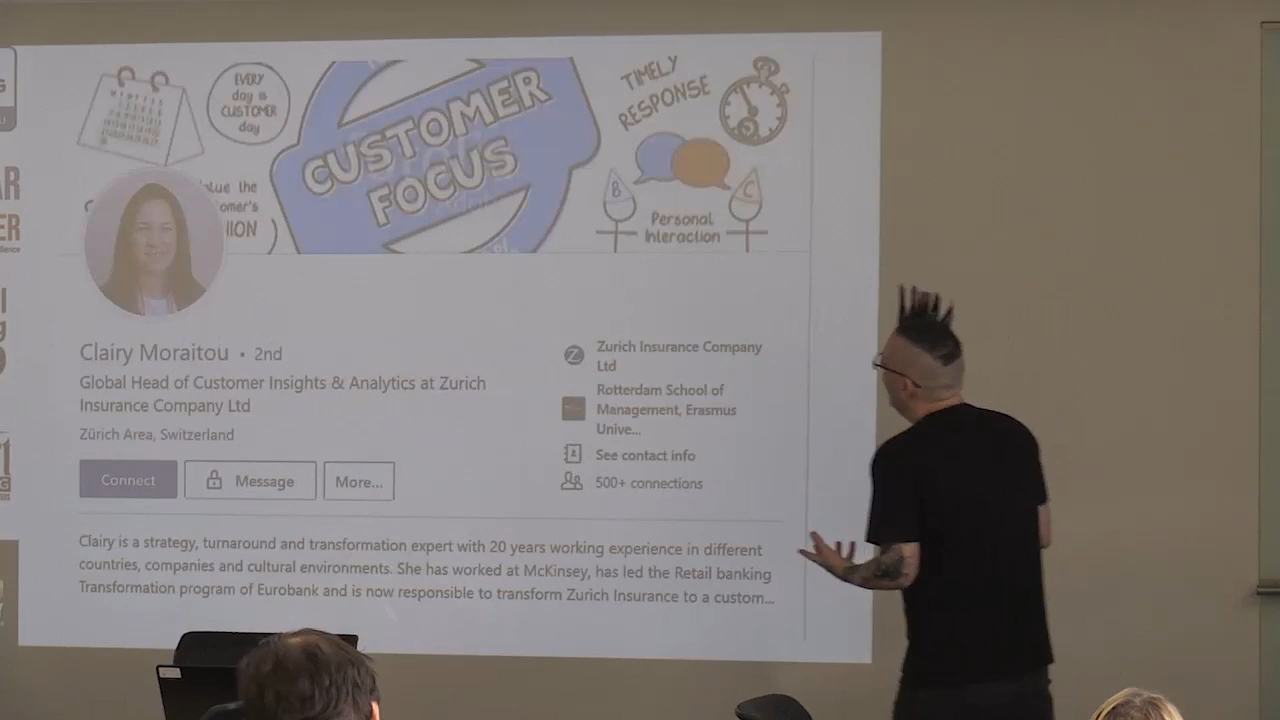 EVERY
day is
CUSTOMER
day
CUSTOMER
FOCUS
TIMELY
RESPONSE
the
B
C
Personal
Interaction
Clairy Moraitou • 2nd
Global Head of Customer Insights & Analytics at Zurich
Insurance Company Ltd
Zürich Area, Switzerland
Connect
Message
More...
Zurich Insurance Company
Ltd
Rotterdam School of
Management, Erasmus
Unive...
See contact info
500+ connections
Clairy is a strategy, turnaround and transformation expert with 20 years working experience in different
countries, companies and cultural environments. She has worked at McKinsey, has led the Retail banking
Transformation program of Eurobank and is now responsible to transform Zurich Insurance to a custom...